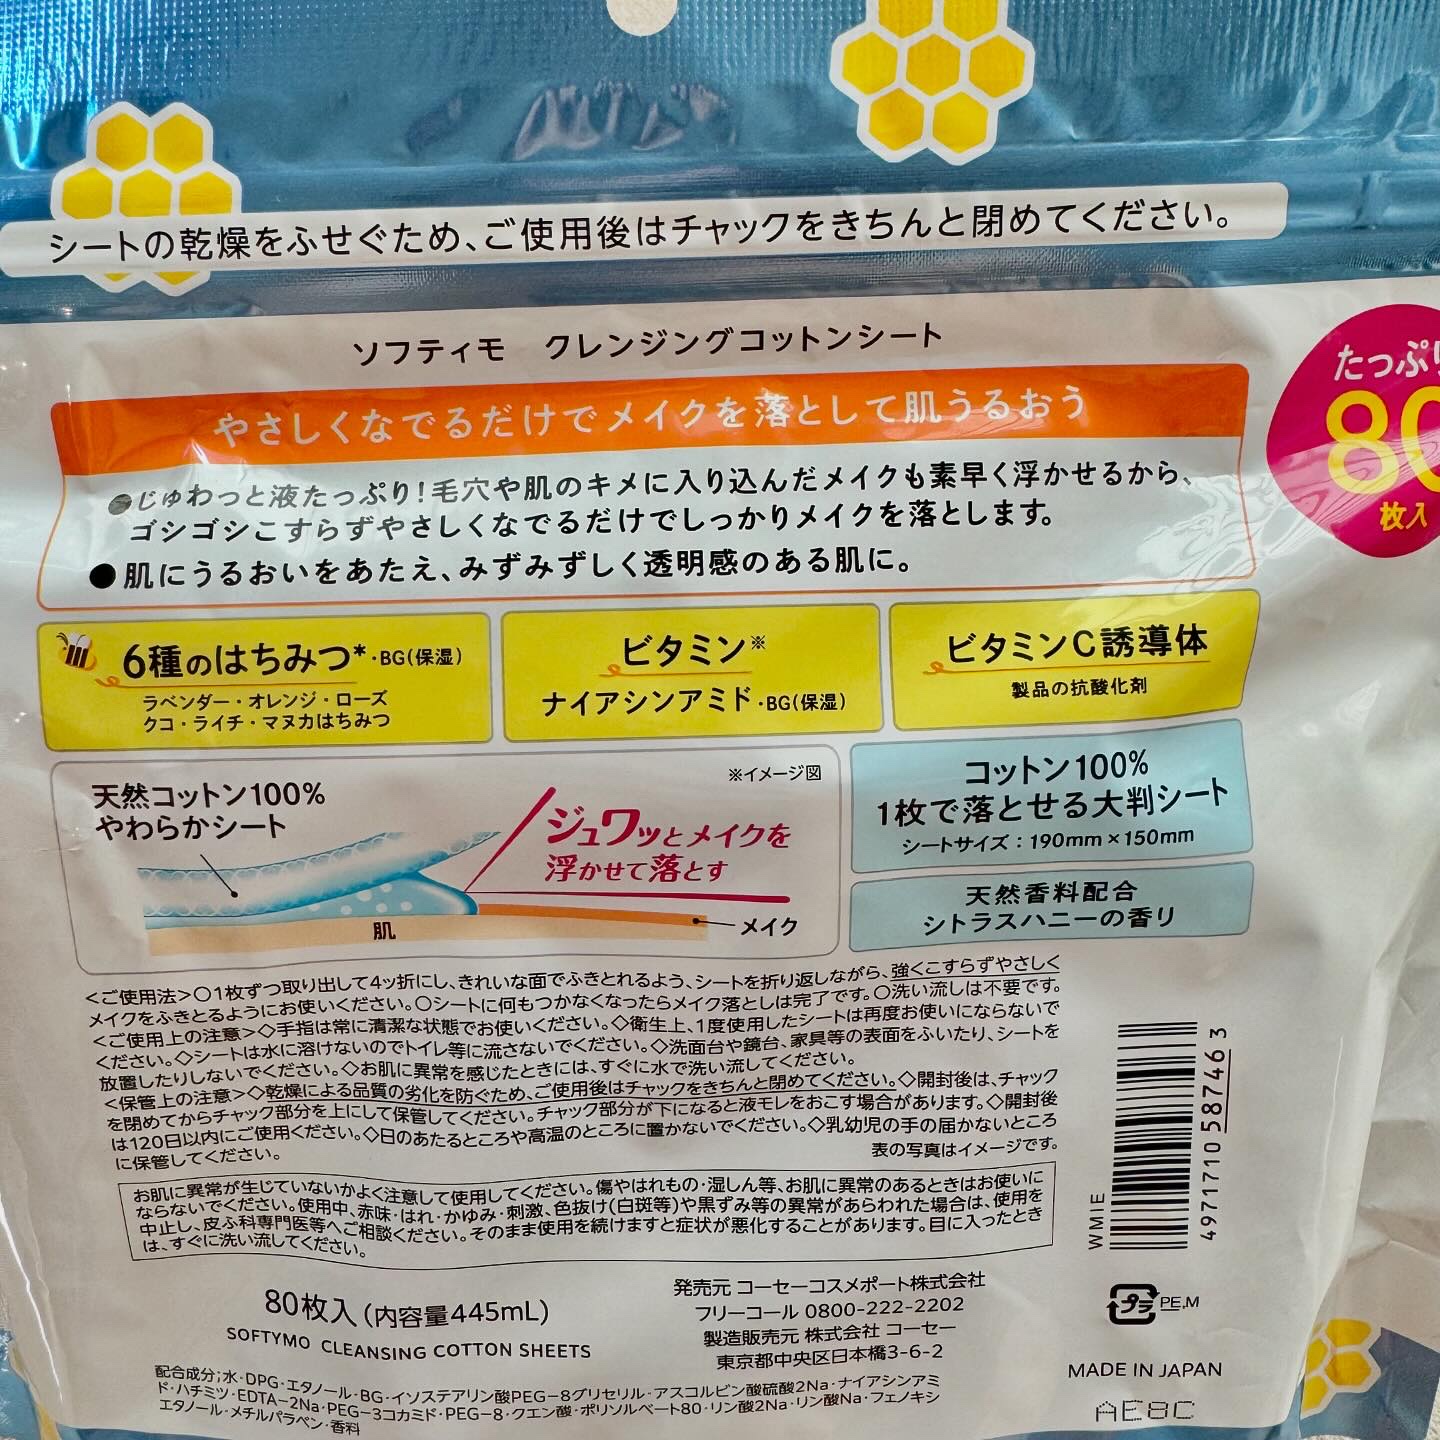 シートの乾燥をふせぐため、ご使用後はチャックをきちんと閉めてください。
ソフティモ クレンジングコットンシート
たっぷり
80
枚入
やさしくなでるだけでメイクを落として肌うるおう
●じゅわっと液たっぷり！毛穴や肌のキメに入り込んだメイクも素早く浮かせるから、
ゴシゴシこすらずやさしくなでるだけでしっかりメイクを落とします。
●肌にうるおいをあたえ、みずみずしく透明感のある肌に。
6種のはちみつ*・BG(保湿)
ラベンダー・オレンジ・ローズ
クコ・ライチ・マヌカはちみつ
ビタミン※
ナイアシンアミド・BG(保湿)
ビタミンC誘導体
製品の抗酸化剤
※イメージ図
天然コットン100%
やわらかシート
ジュワッとメイクを
浮かせて落とす
肌
メイク
コットン100%
1枚で落とせる大判シート
シートサイズ：190mm×150mm
天然香料配合
シトラスハニーの香り
<ご使用法>○1枚ずつ取り出して4ッ折にし、きれいな面でふきとれるよう、シートを折り返しながら、強くこすらずやさしく
メイクをふきとるようにお使いください。○シートに何もつかなくなったらメイク落としは完了です。○洗い流しは不要です。
<ご使用上の注意>◇手指は常に清潔な状態でお使いください。◇衛生上、1度使用したシートは再度お使いにならないで
ください。◇シートは水に溶けないのでトイレ等に流さないでください。◇洗面台や鏡台、家具等の表面をふいたり、シートを
放置したりしないでください。◇お肌に異常を感じたときには、すぐに水で洗い流してください。
<保管上の注意>◇乾燥による品質の劣化を防ぐため、ご使用後はチャックをきちんと閉めてください。◇開封後は、チャック
を閉めてからチャック部分を上にして保管してください。チャック部分が下になると液モレをおこす場合があります。◇開封後
は120日以内にご使用ください。◇日のあたるところや高温のところに置かないでください。◇乳幼児の手の届かないところ
に保管してください。
表の写真はイメージです。
お肌に異常が生じていないかよく注意して使用してください。傷やはれもの・湿しん等、お肌に異常のあるときはお使いに
ならないでください。使用中、赤味・はれ・かゆみ・刺激、色抜け(白斑等)や黒ずみ等の異常があらわれた場合は、使用を
中止し、皮ふ科専門医等へご相談ください。そのまま使用を続けますと症状が悪化することがあります。目に入ったとき
は、すぐに洗い流してください。
WMIE
4971710 587463
80枚入(内容量445mL)
SOFTYMO CLEANSING COTTON SHEETS
発売元 コーセーコスメポート株式会社
フリーコール 0800-222-2202
製造販売元 株式会社 コーセー
東京都中央区日本橋3-6-2
プラ PE,M
MADE IN JAPAN
AE8C
配合成分;水・DPG・エタノール・BG・イソステアリン酸PEG-8グリセリル・アスコルビン酸硫酸2Na・ナイアシンアミ
ド・ハチミツ・EDTA-2Na・PEG-3コカミド・PEG-8・クエン酸・ポリソルベート80・リン酸2Na・リン酸Na・フェノキシ
エタノール・メチルパラベン・香料